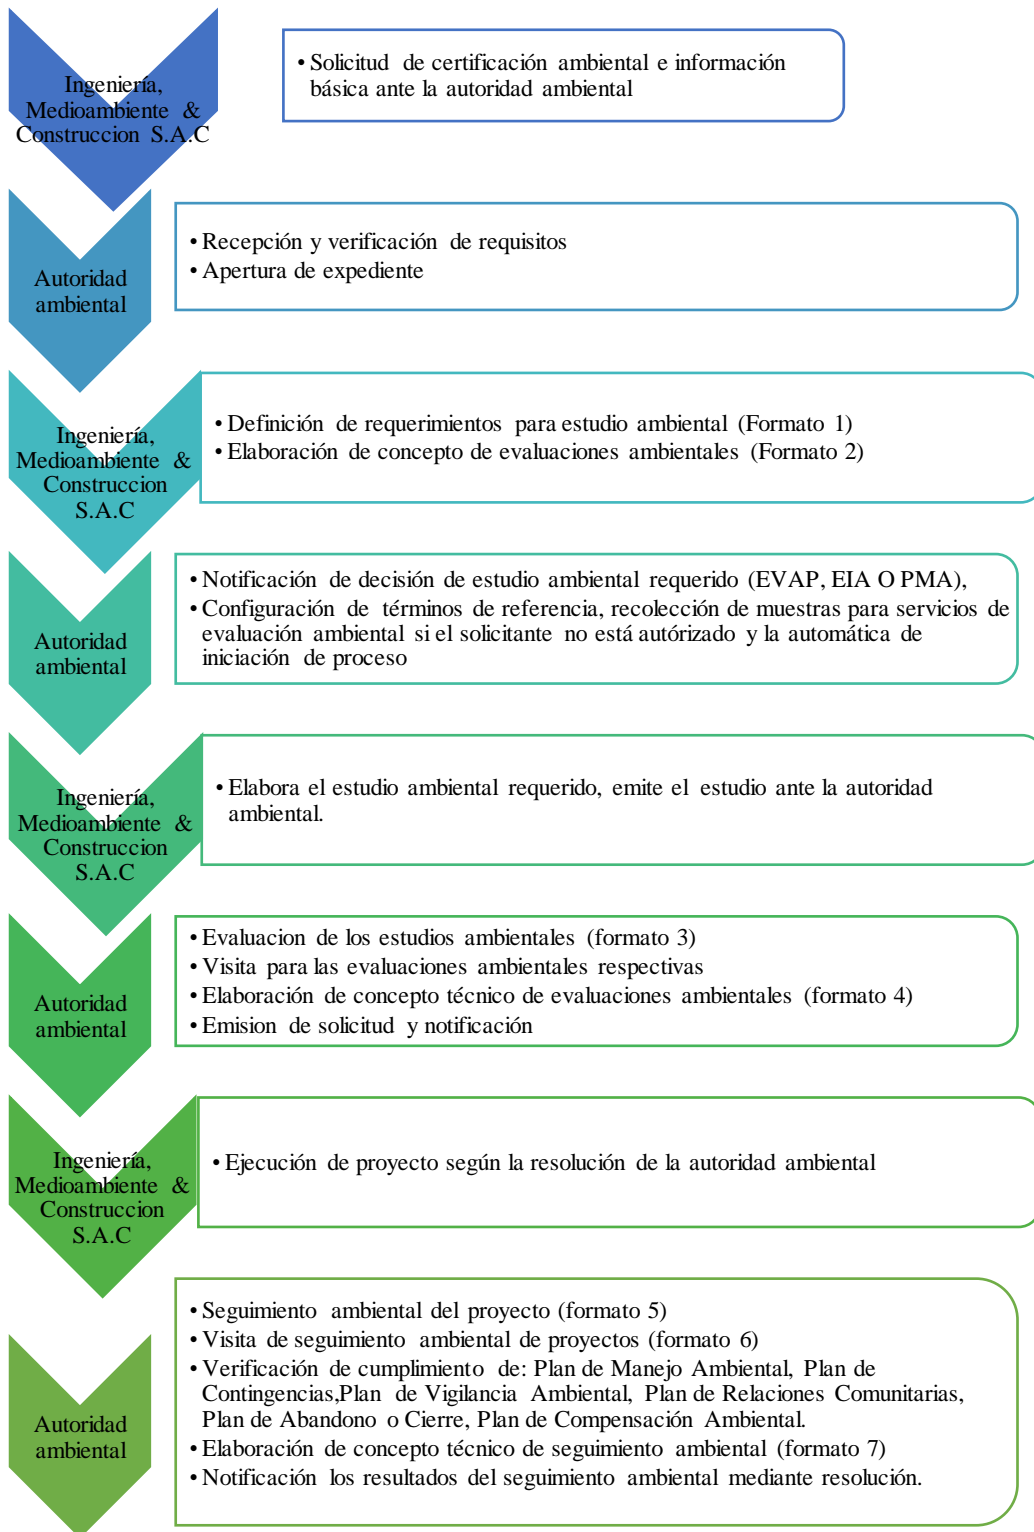 Ingeniería,
Medioambiente &
Construccion S.A.C
• Solicitud de certificación ambiental e información
básica ante la autoridad ambiental
Autoridad
ambiental
• Recepción y verificación de requisitos
• Apertura de expediente
Ingeniería,
Medioambiente &
Construccion
S.A.C
• Definición de requerimientos para estudio ambiental (Formato 1)
• Elaboración de concepto de evaluaciones ambientales (Formato 2)
Autoridad
ambiental
• Notificación de decisión de estudio ambiental requerido (EVAP, EIA O PMA),
• Configuración de términos de referencia, recolección de muestras para servicios de
evaluación ambiental si el solicitante no está autórizado y la automática de
iniciación de proceso
Ingeniería,
Medioambiente &
Construccion
S.A.C
• Elabora el estudio ambiental requerido, emite el estudio ante la autoridad
ambiental.
Autoridad
ambiental
• Evaluacion de los estudios ambientales (formato 3)
• Visita para las evaluaciones ambientales respectivas
• Elaboración de concepto técnico de evaluaciones ambientales (formato 4)
• Emision de solicitud y notificación
Ingeniería,
Medioambiente &
Construccion
S.A.C
• Ejecución de proyecto según la resolución de la autoridad ambiental
Autoridad
ambiental
• Seguimiento ambiental del proyecto (formato 5)
• Visita de seguimiento ambiental de proyectos (formato 6)
• Verificación de cumplimiento de: Plan de Manejo Ambiental, Plan de
Contingencias,Plan de Vigilancia Ambiental, Plan de Relaciones Comunitarias,
Plan de Abandono o Cierre, Plan de Compensación Ambiental.
• Elaboración de concepto técnico de seguimiento ambiental (formato 7)
• Notificación los resultados del seguimiento ambiental mediante resolución.